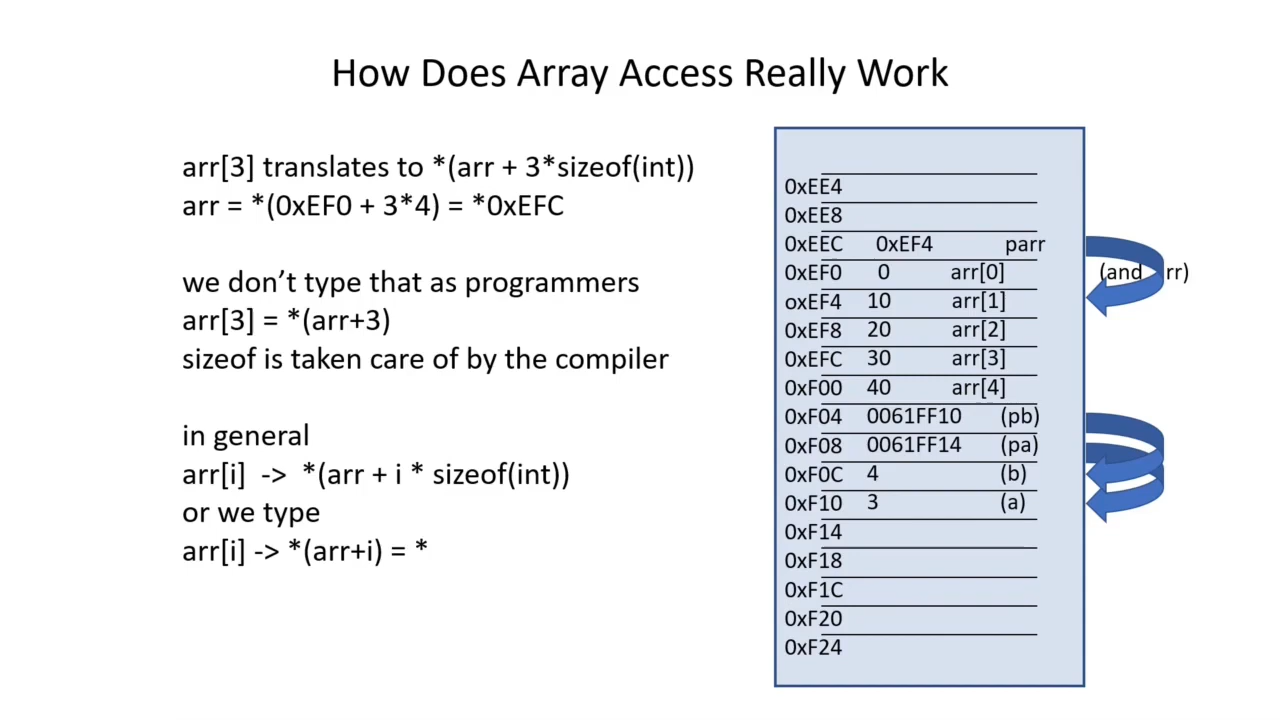 How Does Array Access Really Work
arr[3] translates to *(arr + 3*sizeof(int))
arr = *(0xEF0 + 3*4) = *0xEFC
we don’t type that as programmers
arr[3] = *(arr+3)
sizeof is taken care of by the compiler
in general
arr[i] -> *(arr + i * sizeof(int))
or we type
arr[i] -> *(arr+i) = *
0xEE4
0xEE8
0xEEC 0xEF4 parr
0xEF0 0 arr[0] (and rr)
oxEF4 10 arr[1]
0xEF8 20 arr[2]
0xEFC 30 arr[3]
0xF00 40 arr[4]
0xF04 0061FF10 (pb)
0xF08 0061FF14 (pa)
0xF0C 4 (b)
0xF10 3 (a)
0xF14
0xF18
0xF1C
0xF20
0xF24